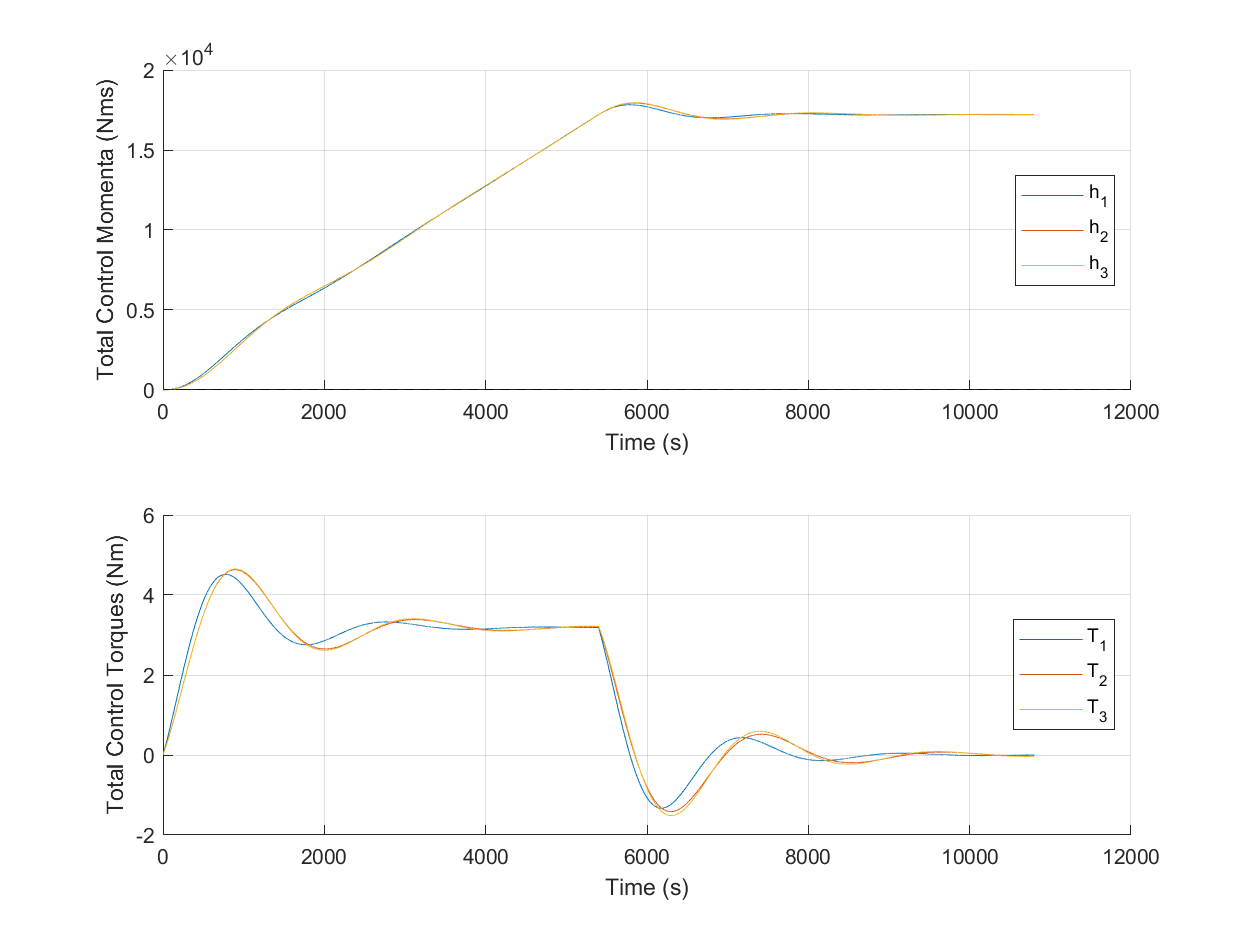 ×10⁴
2
1.5
1
0.5
0
Total Control Momenta (Nms)
h₁
h₂
h₃
0 2000 4000 6000 8000 10000 12000
Time (s)
6
4
2
0
-2
Total Control Torques (Nm)
T₁
T₂
T₃
0 2000 4000 6000 8000 10000 12000
Time (s)